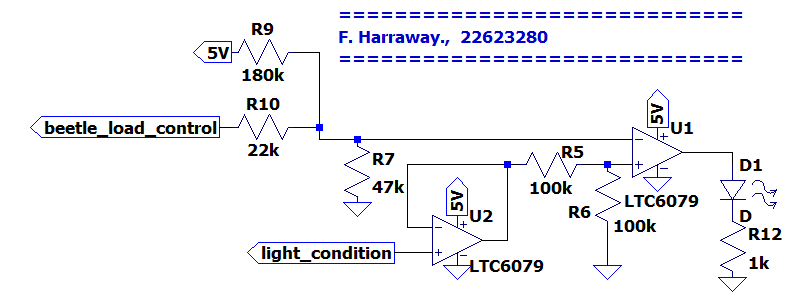 ==============================
F. Harraway., 22623280
==============================
R9
5V
180k
R10
beetle_load_control
22k
5V
U1
R7
47k
R5
100k
LTC6079
D1
5V
U2
R6
100k
D
R12
1k
light_condition
LTC6079